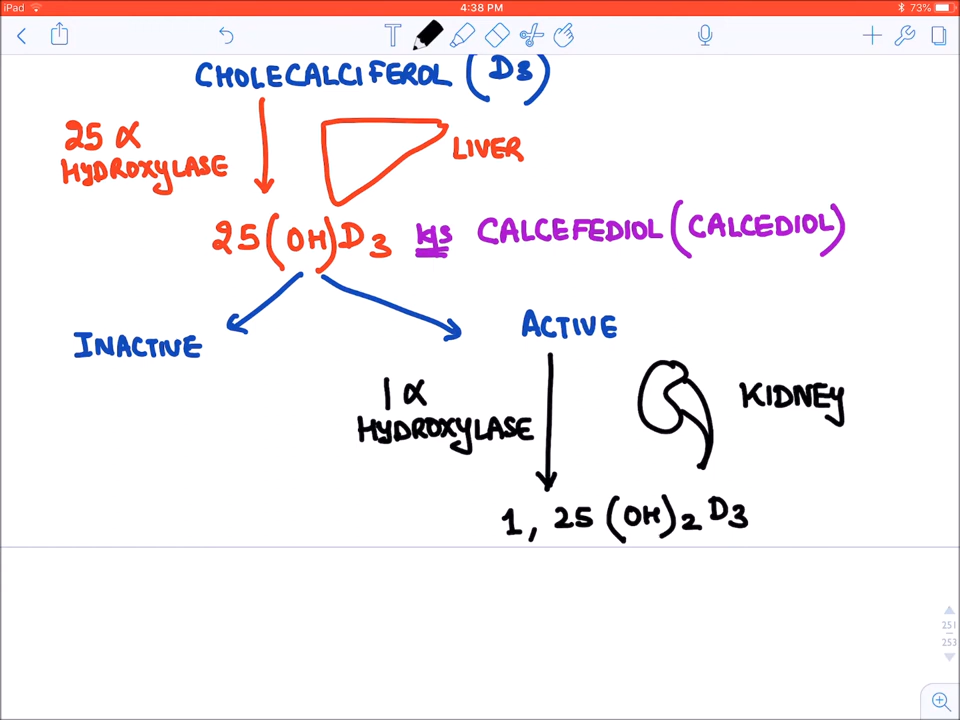 iPad 4:38 PM 73%
T
CHOLECALCIFEROL (D3)
25 α
HYDROXYLASE
LIVER
25(OH)D3 k/s CALCEFEDIOL (CALCEDIOL)
INACTIVE
ACTIVE
1 α
HYDROXYLASE
KIDNEY
1, 25 (OH)2 D3
251
253